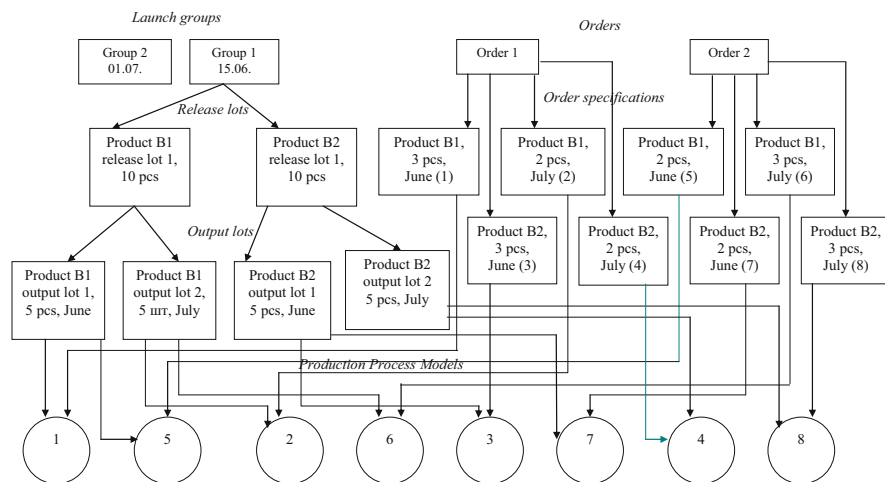 Launch groups
Orders
Group 2
01.07.
Group 1
15.06.
Order 1
Order 2
Release lots
Order specifications
Product B1
release lot 1,
10 pcs
Product B2
release lot 1,
10 pcs
Product B1,
3 pcs,
June (1)
Product B1,
2 pcs,
July (2)
Product B1,
2 pcs,
June (5)
Product B1,
3 pcs,
July (6)
Output lots
Product B2,
3 pcs,
June (3)
Product B2,
2 pcs,
July (4)
Product B2,
2 pcs,
June (7)
Product B2,
3 pcs,
July (8)
Product B1
output lot 1,
5 pcs, June
Product B1
output lot 2,
5 шт, July
Product B2
output lot 1
5 pcs, June
Product B2
output lot 2
5 pcs, July
Production Process Models
1
5
2
6
3
7
4
8